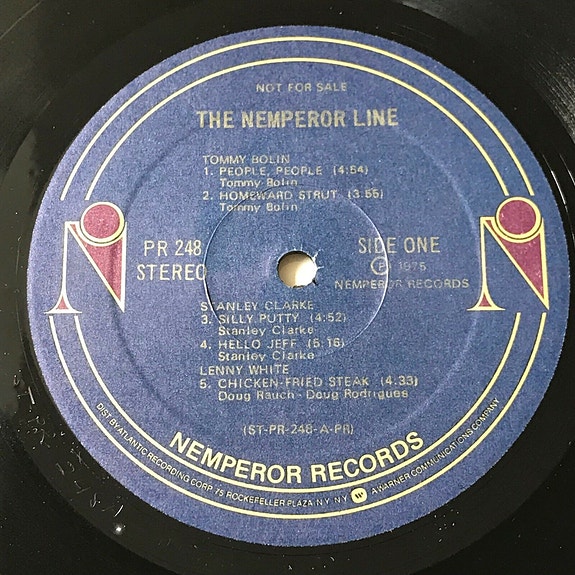 NOT FOR SALE
THE NEMPEROR LINE
TOMMY BOLIN
1. PEOPLE, PEOPLE (4:54)
Tommy Bolin
2. HOMEWARD STRUT (3:55)
Tommy Bolin
PR 248
STEREO
SIDE ONE
Ⓟ 1975
NEMPEROR RECORDS
STANLEY CLARKE
3. SILLY PUTTY (4:52)
Stanley Clarke
4. HELLO JEFF (5:16)
Stanley Clarke
LENNY WHITE
5. CHICKEN-FRIED STEAK (4:33)
Doug Rauch - Doug Rodrigues
(ST-PR-248-A-PR)
NEMPEROR RECORDS
DIST BY ATLANTIC RECORDING CORP. 75 ROCKEFELLER PLAZA N.Y. N.Y. A WARNER COMMUNICATIONS COMPANY